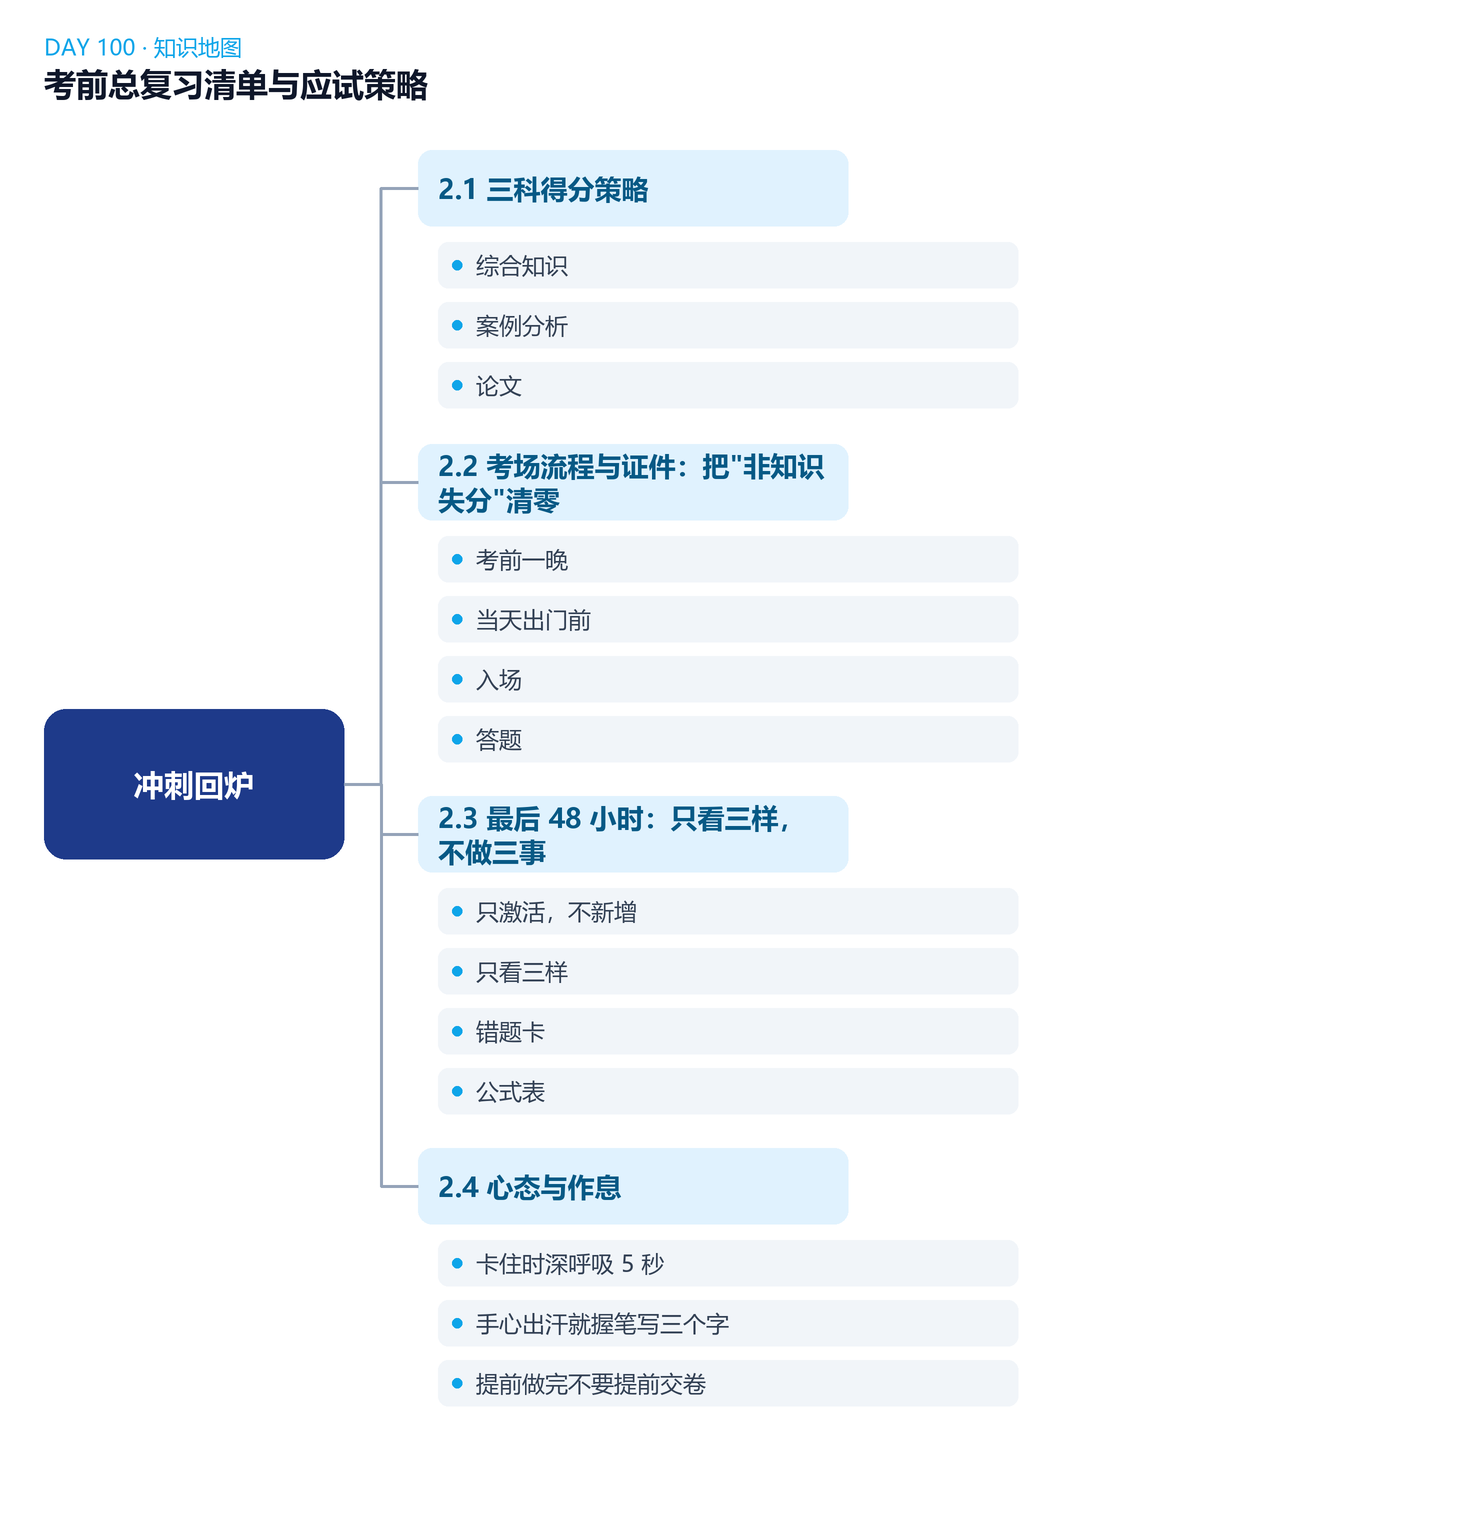 DAY 100 · 知识地图
考前总复习清单与应试策略
2.1 三科得分策略
综合知识
案例分析
论文
2.2 考场流程与证件：把"非知识
失分"清零
考前一晚
当天出门前
入场
答题
冲刺回炉
2.3 最后 48 小时：只看三样，
不做三事
只激活，不新增
只看三样
错题卡
公式表
2.4 心态与作息
卡住时深呼吸 5 秒
手心出汗就握笔写三个字
提前做完不要提前交卷